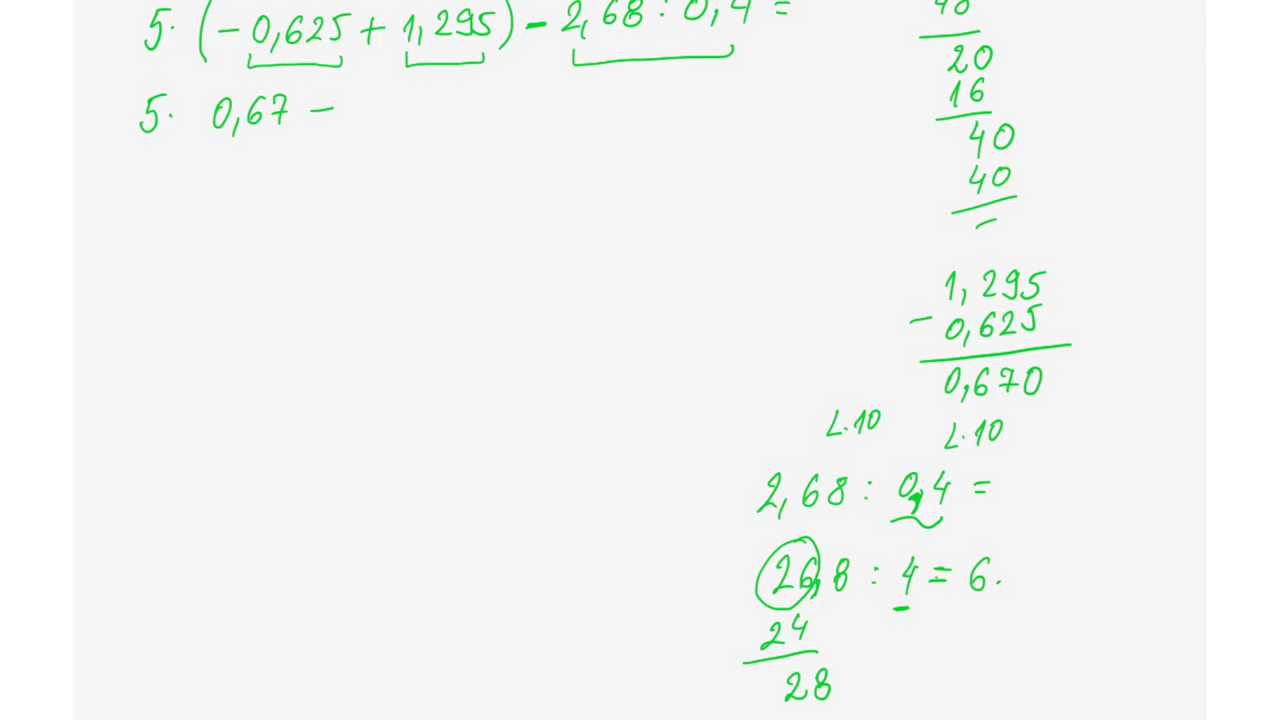 5· (- 0,625 + 1,295) - 2,68 : 0,4 =
5· 0,67 -
20
16
40
40
1,295
- 0,625
0,670
/·10 /·10
2,68 : 0,4 =
26,8 : 4 = 6.
24
28